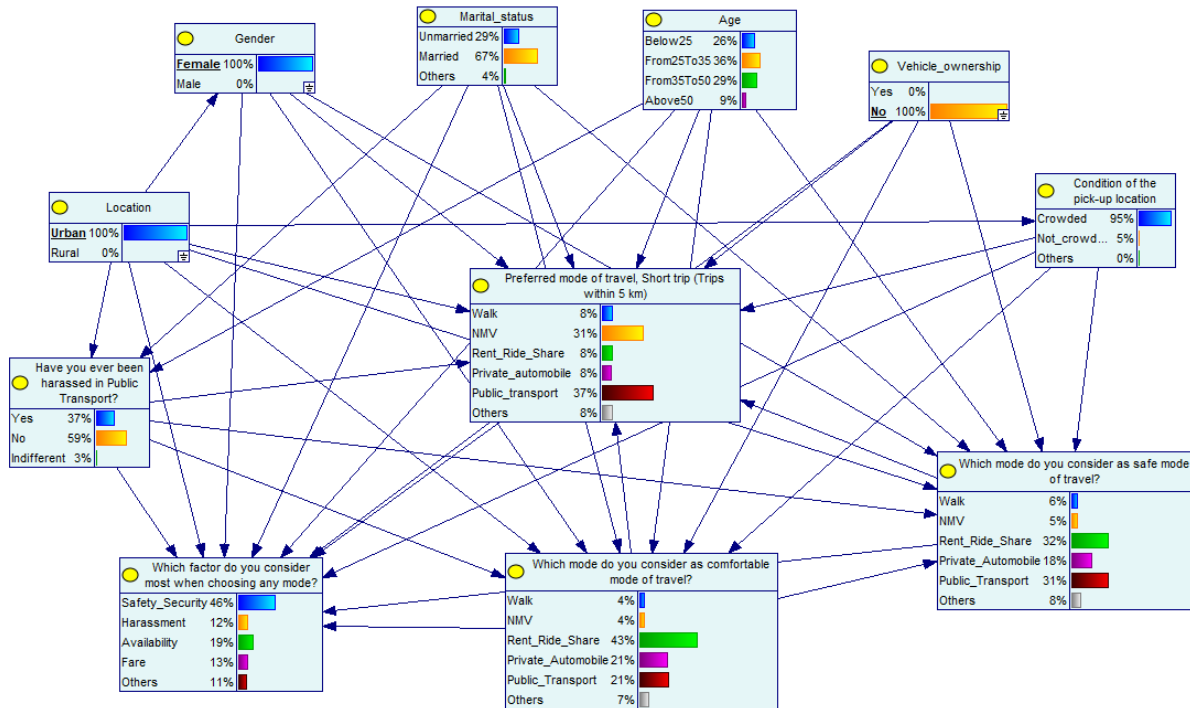 Gender
Female 100%
Male 0%
Marital_status
Unmarried 29%
Married 67%
Others 4%
Age
Below25 26%
From25To35 36%
From35To50 29%
Above50 9%
Vehicle_ownership
Yes 0%
No 100%
Location
Urban 100%
Rural 0%
Condition of the
pick-up location
Crowded 95%
Not_crowd... 5%
Others 0%
Preferred mode of travel, Short trip (Trips
within 5 km)
Walk 8%
NMV 31%
Rent_Ride_Share 8%
Private_automobile 8%
Public_transport 37%
Others 8%
Have you ever been
harassed in Public
Transport?
Yes 37%
No 59%
Indifferent 3%
Which mode do you consider as safe mode
of travel?
Walk 6%
NMV 5%
Rent_Ride_Share 32%
Private_Automobile 18%
Public_Transport 31%
Others 8%
Which factor do you consider
most when choosing any mode?
Safety_Security 46%
Harassment 12%
Availability 19%
Fare 13%
Others 11%
Which mode do you consider as comfortable
mode of travel?
Walk 4%
NMV 4%
Rent_Ride_Share 43%
Private_Automobile 21%
Public_Transport 21%
Others 7%